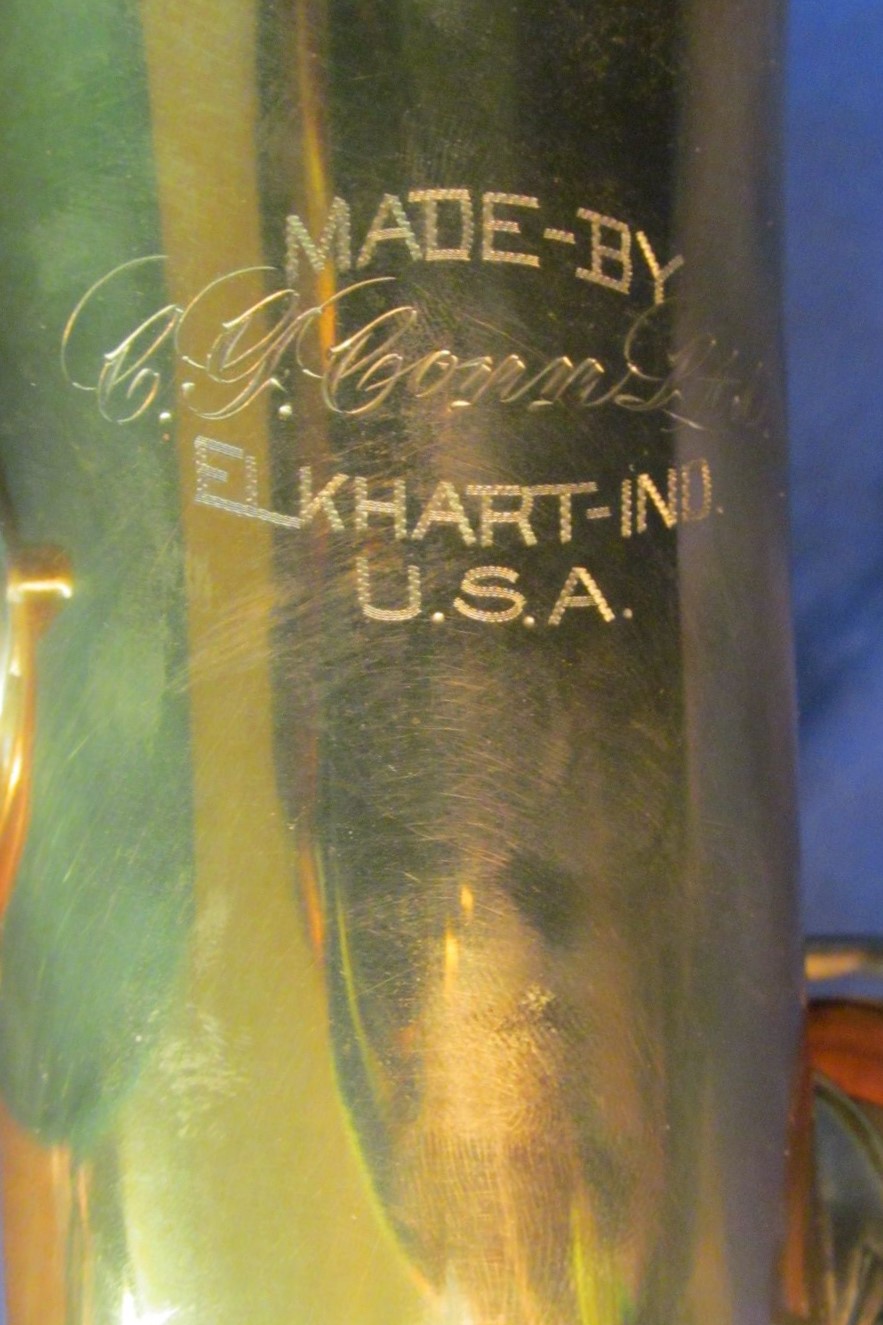 MADE-BY
C.G. Conn Ltd.
ELKHART-IND.
U.S.A.